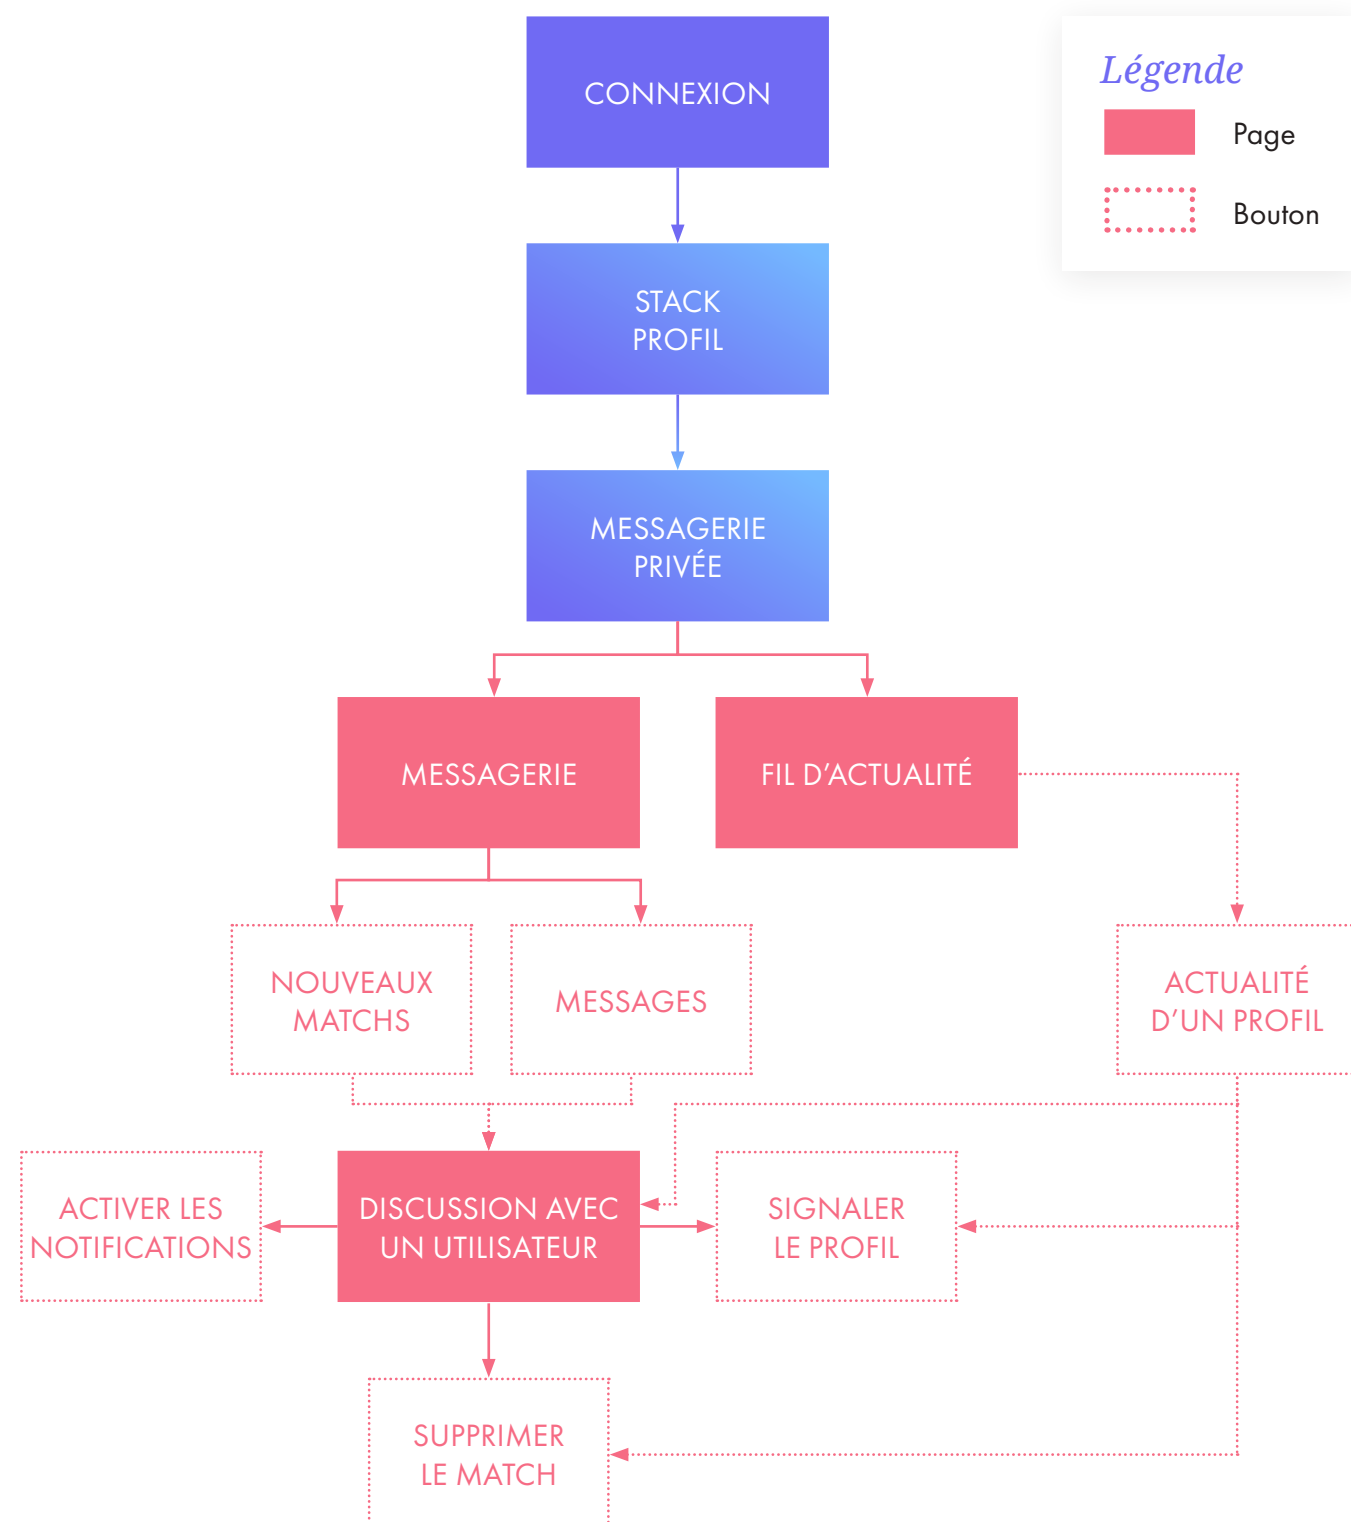 CONNEXION
Légende
Page
Bouton
STACK
PROFIL
MESSAGERIE
PRIVÉE
MESSAGERIE
FIL D’ACTUALITÉ
NOUVEAUX
MATCHS
MESSAGES
ACTUALITÉ
D’UN PROFIL
ACTIVER LES
NOTIFICATIONS
DISCUSSION AVEC
UN UTILISATEUR
SIGNALER
LE PROFIL
SUPPRIMER
LE MATCH